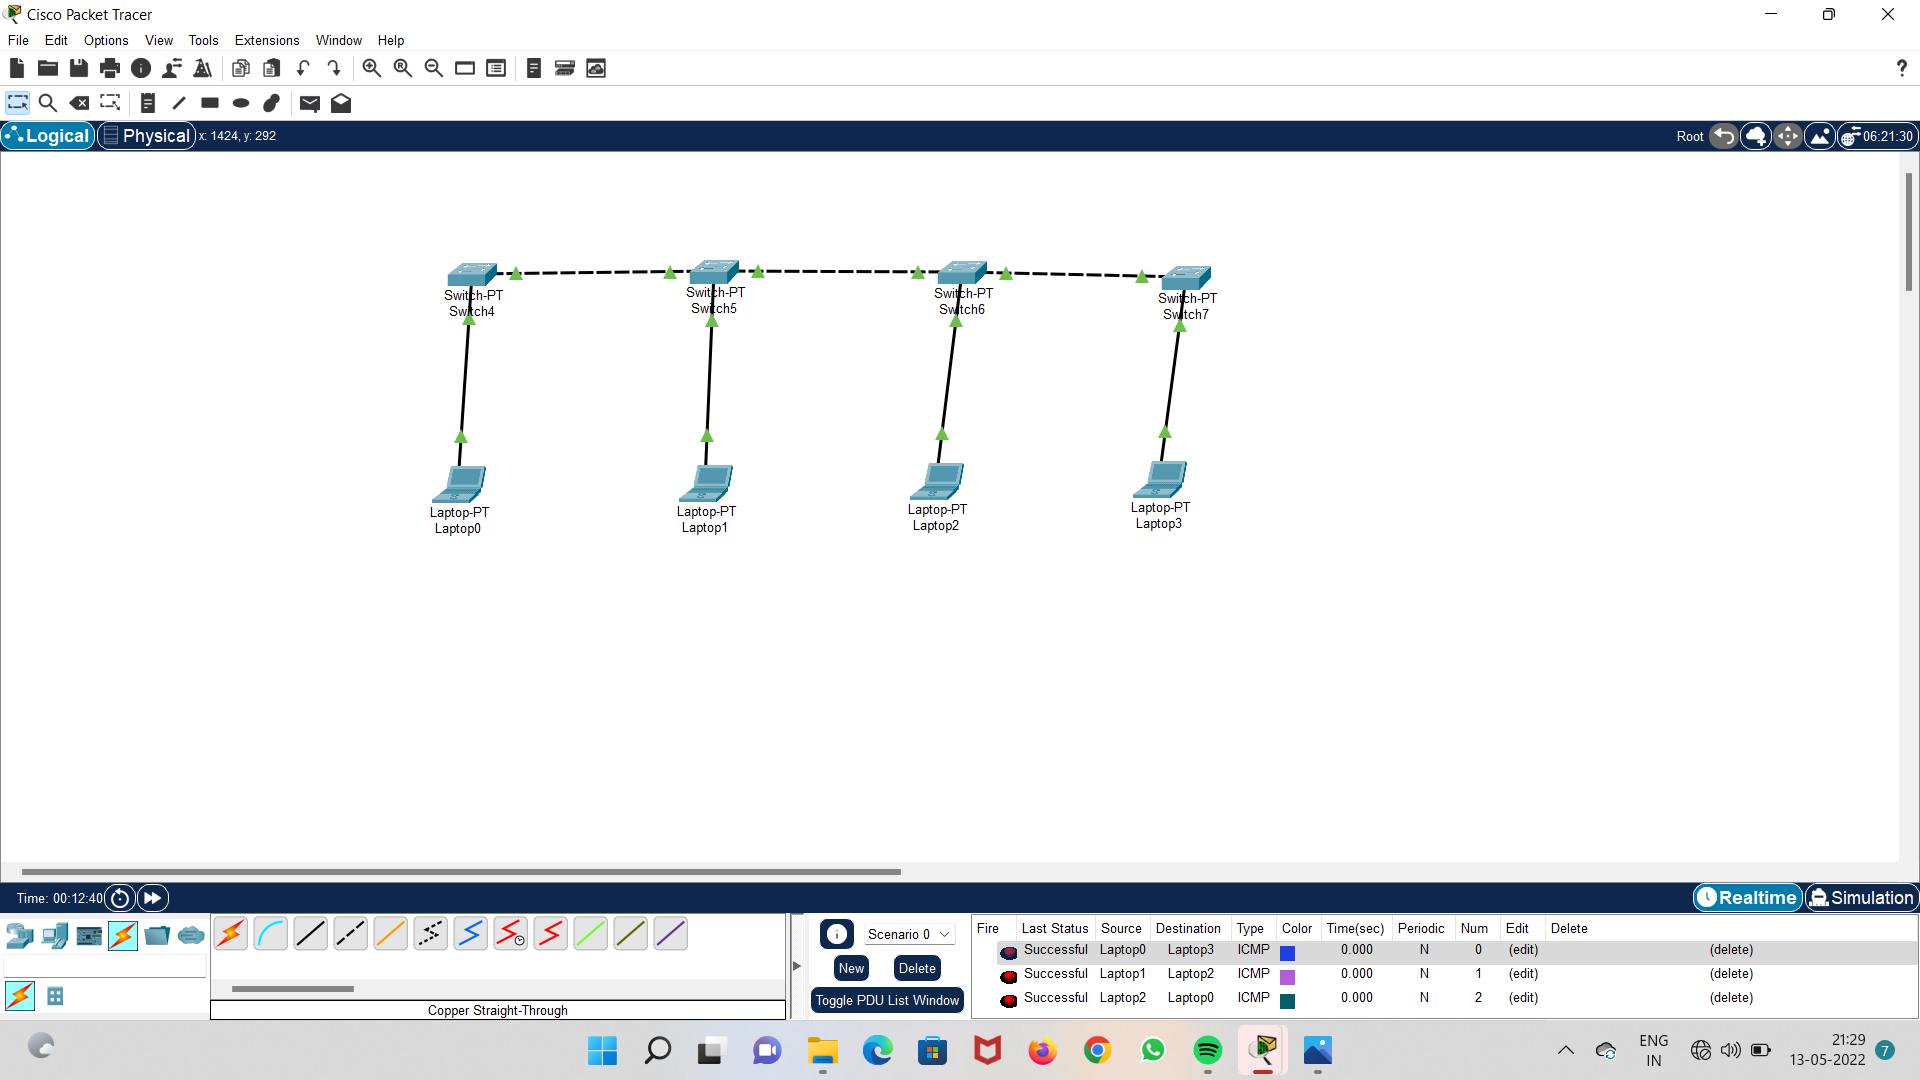 Cisco Packet Tracer
File Edit Options View Tools Extensions Window Help
?
Logical Physical x: 1424, y: 292 Root 06:21:30
Switch-PT
Switch4
Switch-PT
Switch5
Switch-PT
Switch6
Switch-PT
Switch7
Laptop-PT
Laptop0
Laptop-PT
Laptop1
Laptop-PT
Laptop2
Laptop-PT
Laptop3
Time: 00:12:40 Realtime Simulation
Copper Straight-Through
Scenario 0
New Delete
Toggle PDU List Window
Fire Last Status Source Destination Type Color Time(sec) Periodic Num Edit Delete
Successful Laptop0 Laptop3 ICMP 0.000 N 0 (edit) (delete)
Successful Laptop1 Laptop2 ICMP 0.000 N 1 (edit) (delete)
Successful Laptop2 Laptop0 ICMP 0.000 N 2 (edit) (delete)
ENG
IN
21:29
13-05-2022
7